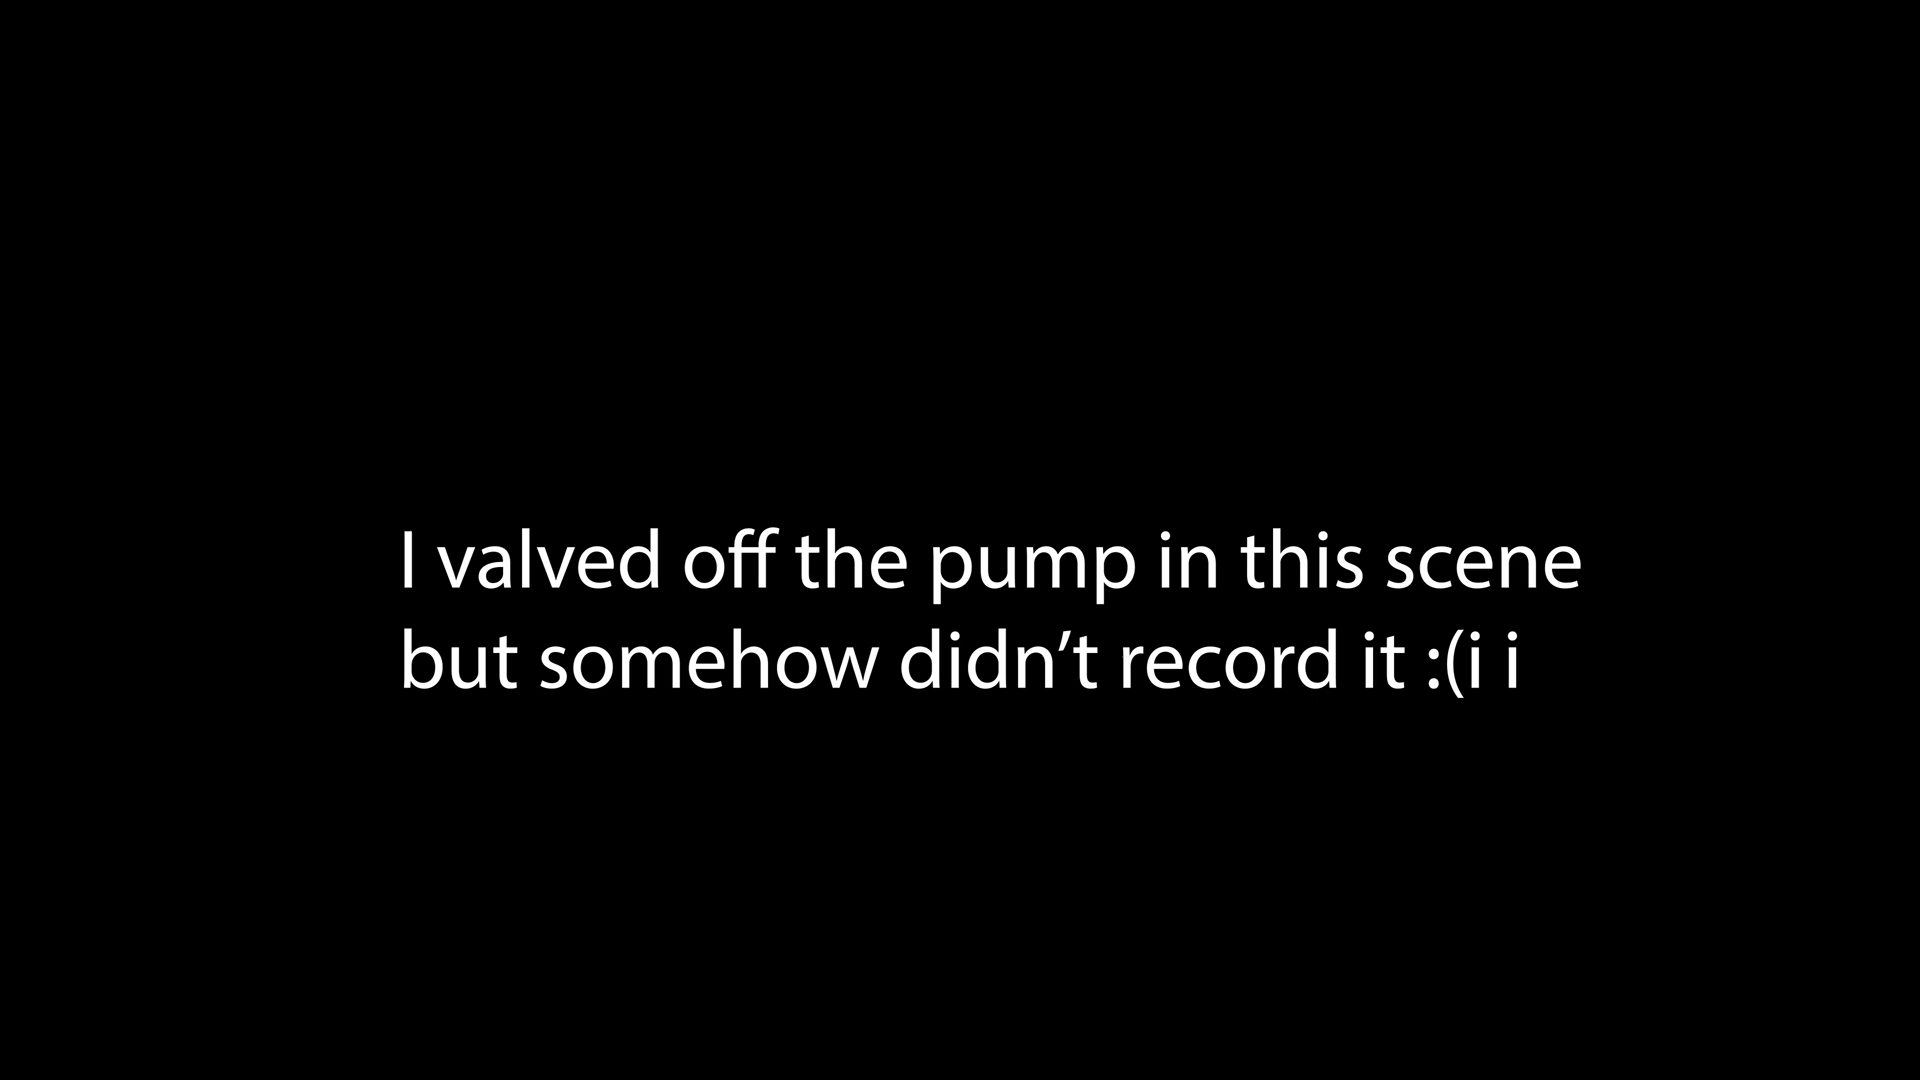 I valved off the pump in this scene
but somehow didn’t record it :(i i